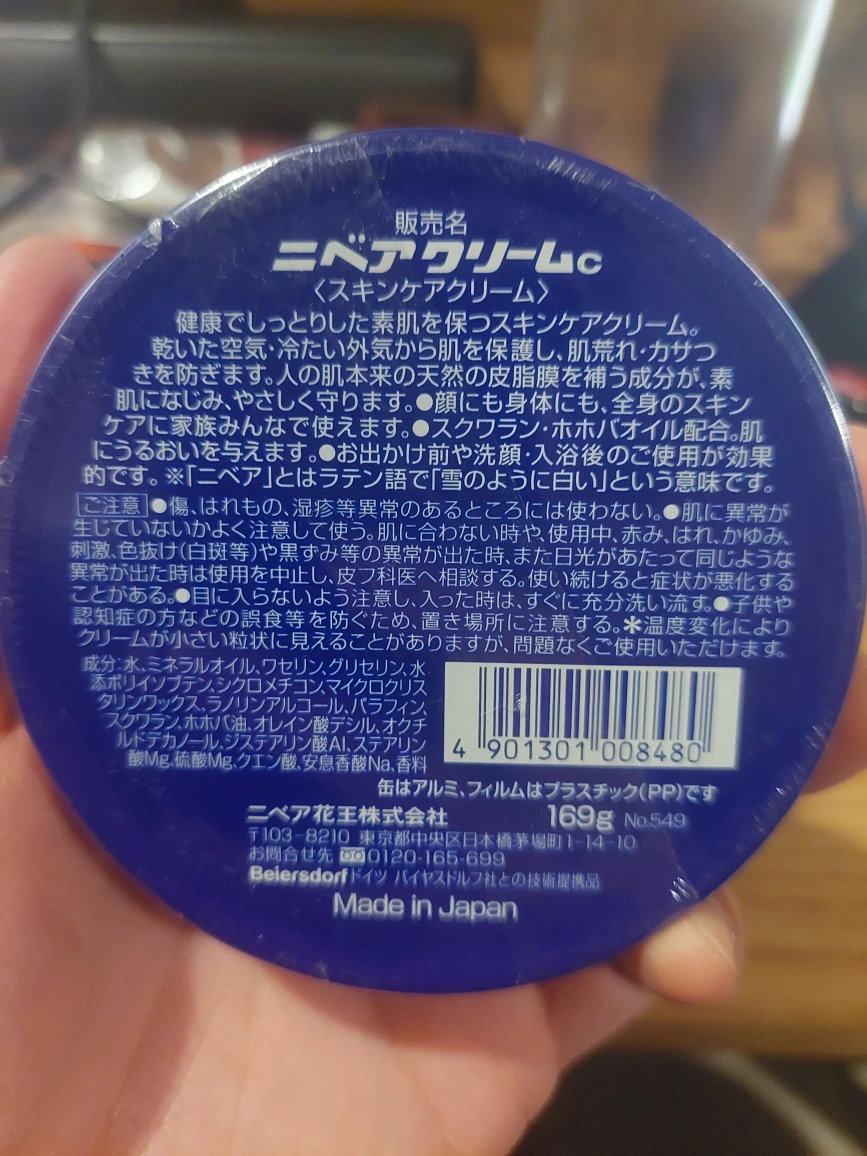 販売名
ニベアクリームc
〈スキンケアクリーム〉
健康でしっとりした素肌を保つスキンケアクリーム。
乾いた空気・冷たい外気から肌を保護し、肌荒れ・カサつ
きを防ぎます。人の肌本来の天然の皮脂膜を補う成分が、素
肌になじみ、やさしく守ります。●顔にも身体にも、全身のスキン
ケアに家族みんなで使えます。●スクワラン・ホホバオイル配合。肌
にうるおいを与えます。●お出かけ前や洗顔・入浴後のご使用が効果
的です。※「ニベア」とはラテン語で「雪のように白い」という意味です。
ご注意 ●傷、はれもの、湿疹等異常のあるところには使わない。●肌に異常が
生じていないかよく注意して使う。肌に合わない時や、使用中、赤み、はれ、かゆみ、
刺激、色抜け(白斑等)や黒ずみ等の異常が出た時、また日光があたって同じような
異常が出た時は使用を中止し、皮フ科医へ相談する。使い続けると症状が悪化する
ことがある。●目に入らないよう注意し、入った時は、すぐに充分洗い流す。●子供や
認知症の方などの誤食等を防ぐため、置き場所に注意する。＊温度変化により
クリームが小さい粒状に見えることがありますが、問題なくご使用いただけます。
成分:水、ミネラルオイル、ワセリン、グリセリン、水
添ポリイソブテン、シクロメチコン、マイクロクリス
タリンワックス、ラノリンアルコール、パラフィン、
スクワラン、ホホバ油、オレイン酸デシル、オクチ
ルドデカノール、ジステアリン酸Al、ステアリン
酸Mg、硫酸Mg、クエン酸、安息香酸Na、香料
4 901301 008480
缶はアルミ、フィルムはプラスチック(PP)です
ニベア花王株式会社 169g No.549
〒103-8210 東京都中央区日本橋茅場町1-14-10
お問合せ先 0120-165-699
Beiersdorf ドイツ バイヤスドルフ社との技術提携品
Made in Japan